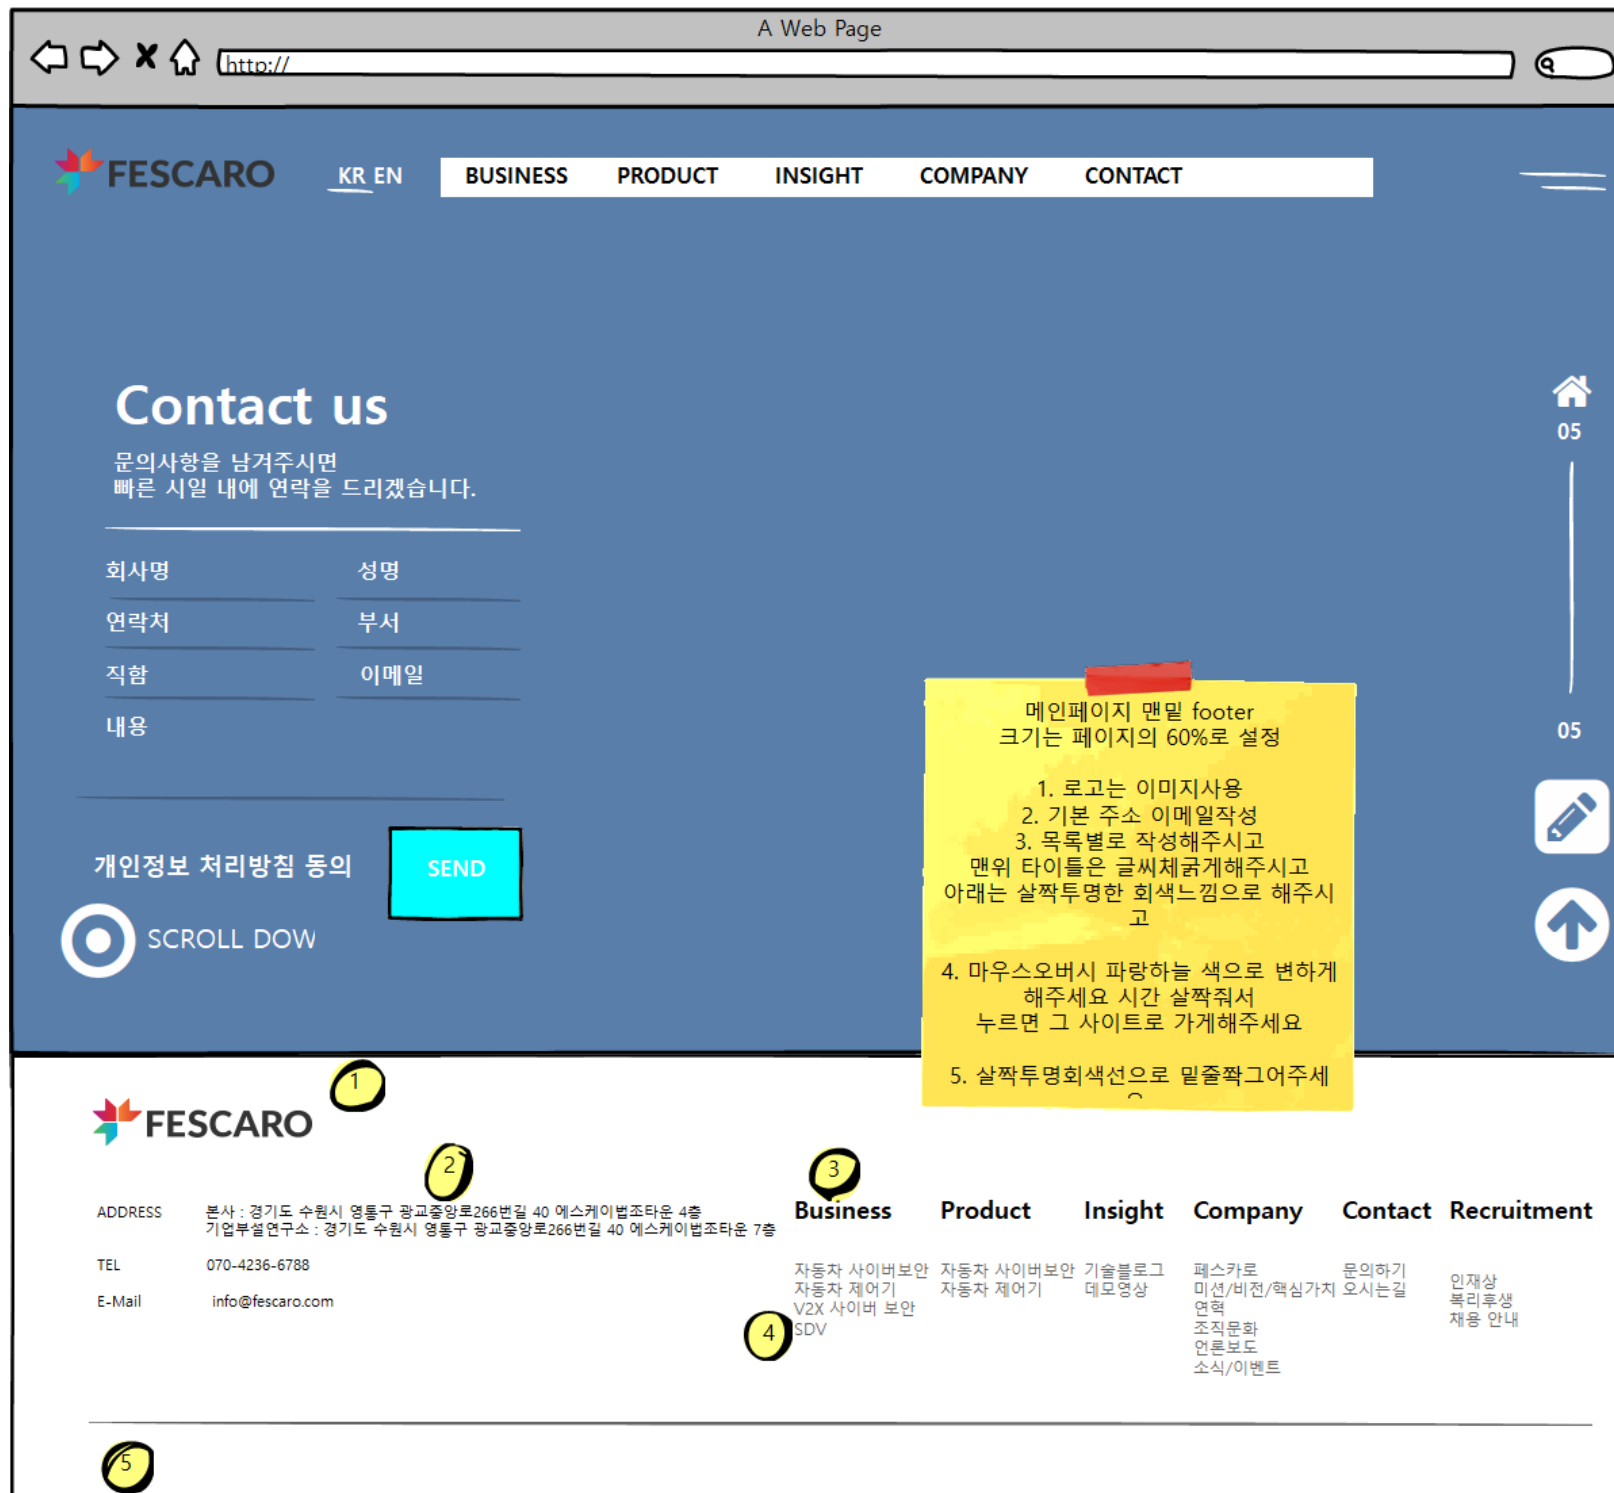 A Web Page
http://
FESCARO
KR EN
BUSINESS PRODUCT INSIGHT COMPANY CONTACT
Contact us
문의사항을 남겨주시면
빠른 시일 내에 연락을 드리겠습니다.
회사명 성명
연락처 부서
직함 이메일
내용
개인정보 처리방침 동의
SEND
SCROLL DOW
05
05
메인페이지 맨밑 footer
크기는 페이지의 60%로 설정
1. 로고는 이미지사용
2. 기본 주소 이메일작성
3. 목록별로 작성해주시고
맨위 타이틀은 글씨체굵게해주시고
아래는 살짝투명한 회색느낌으로 해주시
고
4. 마우스오버시 파랑하늘 색으로 변하게
해주세요 시간 살짝줘서
누르면 그 사이트로 가게해주세요
5. 살짝투명회색선으로 밑줄쫙그어주세
1
FESCARO
2
ADDRESS
본사 : 경기도 수원시 영통구 광교중앙로266번길 40 에스케이법조타운 4층
기업부설연구소 : 경기도 수원시 영통구 광교중앙로266번길 40 에스케이법조타운 7층
TEL 070-4236-6788
E-Mail info@fescaro.com
3
Business
자동차 사이버보안
자동차 제어기
V2X 사이버 보안
SDV
4
Product
자동차 사이버보안
자동차 제어기
Insight
기술블로그
데모영상
Company
페스카로
미션/비전/핵심가치
연혁
조직문화
언론보도
소식/이벤트
Contact
문의하기
오시는길
Recruitment
인재상
복리후생
채용 안내
5